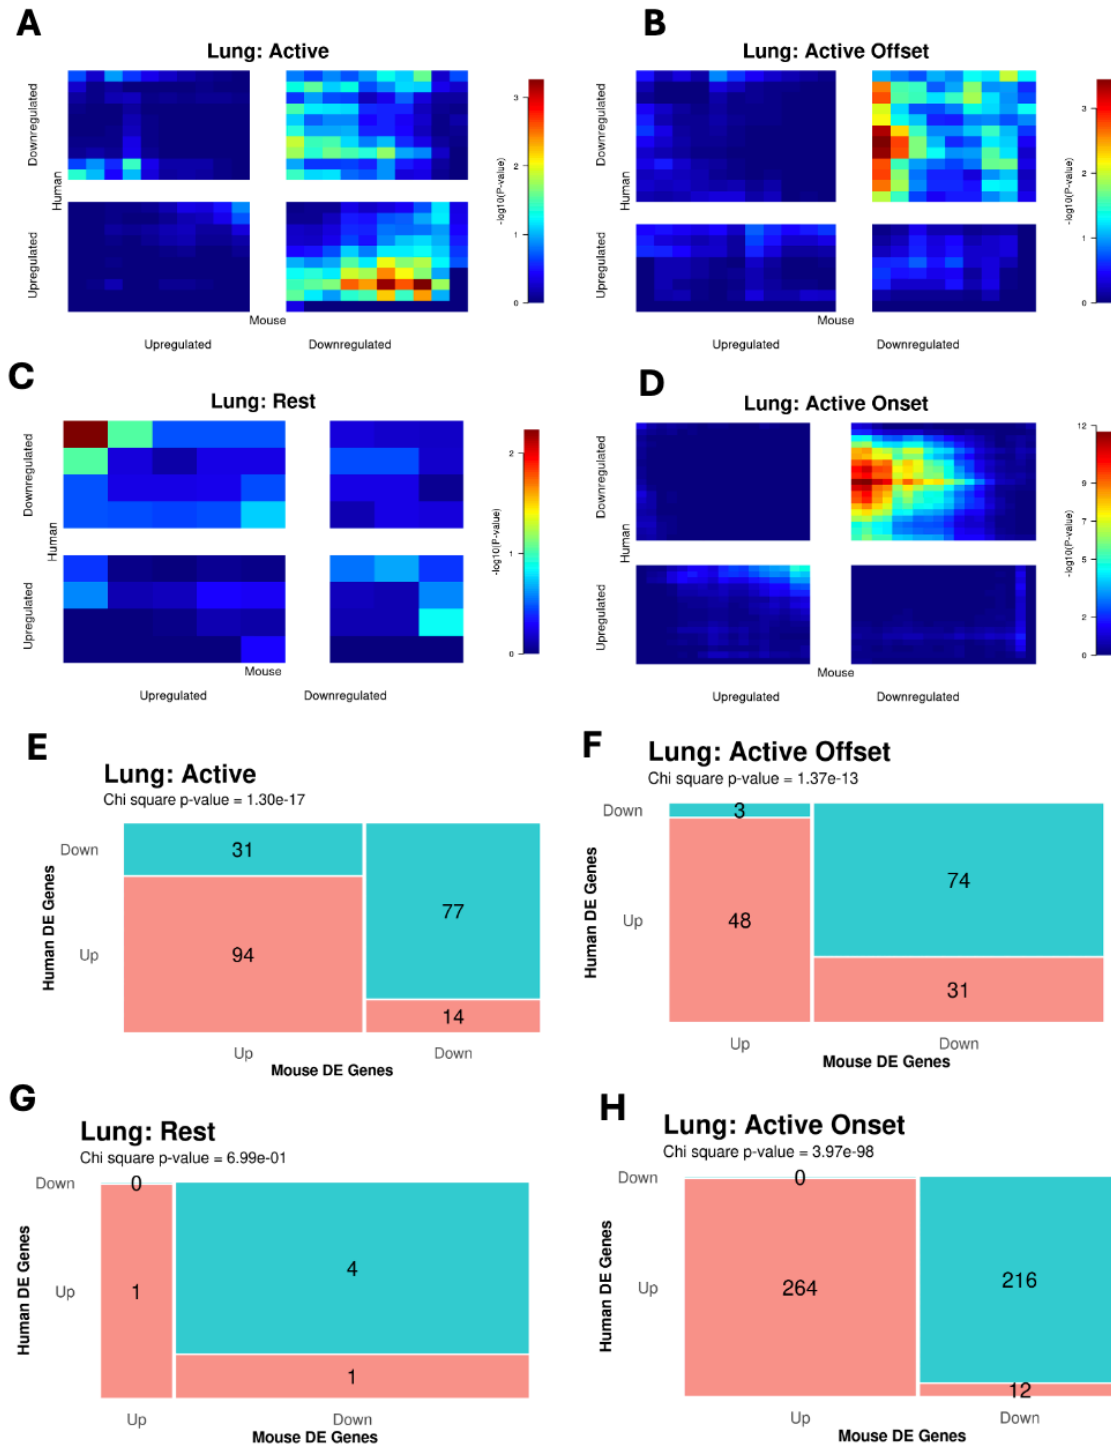 A
Lung: Active
Downregulated
Human
Upregulated
Mouse
Upregulated
Downregulated
3
2
1
0
-log10(P-value)
B
Lung: Active Offset
Downregulated
Human
Upregulated
Mouse
Upregulated
Downregulated
3
2
1
0
-log10(P-value)
C
Lung: Rest
Downregulated
Human
Upregulated
Mouse
Upregulated
Downregulated
2
1
0
-log10(P-value)
D
Lung: Active Onset
Downregulated
Human
Upregulated
Mouse
Upregulated
Downregulated
12
9
7
5
2
0
-log10(P-value)
E
Lung: Active
Chi square p-value = 1.30e-17
Down
Up
Human DE Genes
31
77
94
14
Up
Down
Mouse DE Genes
F
Lung: Active Offset
Chi square p-value = 1.37e-13
Down
Up
Human DE Genes
3
74
48
31
Up
Down
Mouse DE Genes
G
Lung: Rest
Chi square p-value = 6.99e-01
Down
Up
Human DE Genes
0
4
1
1
Up
Down
Mouse DE Genes
H
Lung: Active Onset
Chi square p-value = 3.97e-98
Down
Up
Human DE Genes
0
216
264
12
Up
Down
Mouse DE Genes